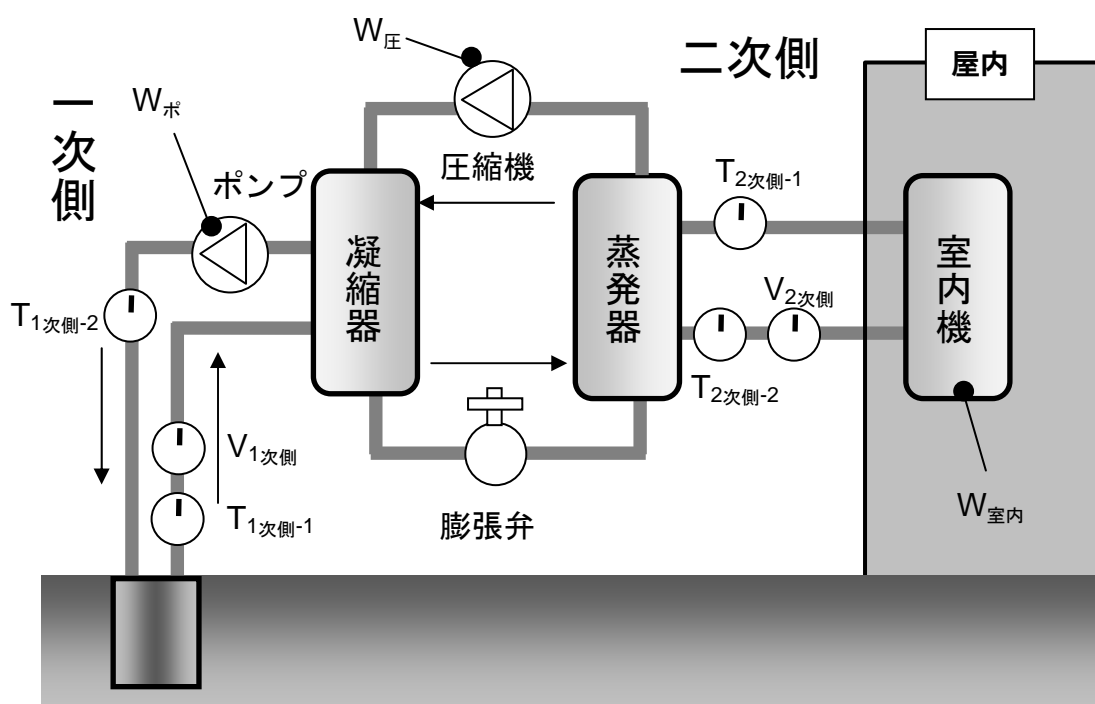 W圧
二次側
屋内
一次側
Wポ
ポンプ
圧縮機
T2次側-1
凝縮器
蒸発器
室内機
V2次側
T1次側-2
T2次側-2
V1次側
T1次側-1
膨張弁
W室内